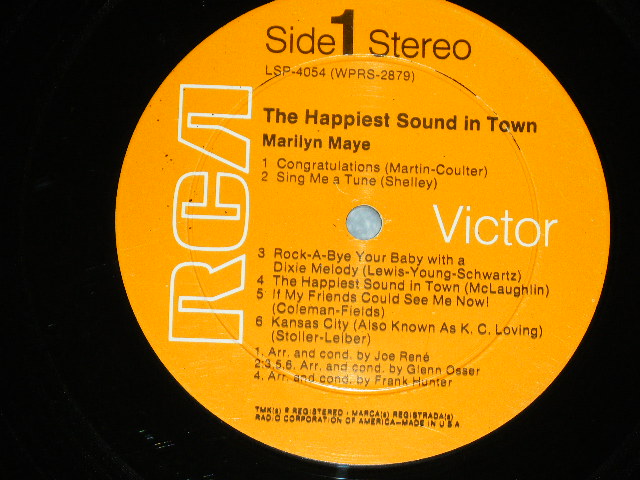 Side 1 Stereo
LSP-4054 (WPRS-2879)
The Happiest Sound in Town
Marilyn Maye
1 Congratulations (Martin-Coulter)
2 Sing Me a Tune (Shelley)
RCA
Victor
3 Rock-A-Bye Your Baby with a
Dixie Melody (Lewis-Young-Schwartz)
4 The Happiest Sound in Town (McLaughlin)
5 If My Friends Could See Me Now!
(Coleman-Fields)
6 Kansas City (Also Known As K. C. Loving)
(Stoller-Leiber)
1. Arr. and cond. by Joe René
2,3,5,6. Arr. and cond. by Glenn Osser
4. Arr. and cond. by Frank Hunter
TMK(s) ® REGISTERED • MARCA(s) REGISTRADA(s)
RADIO CORPORATION OF AMERICA—MADE IN U S A